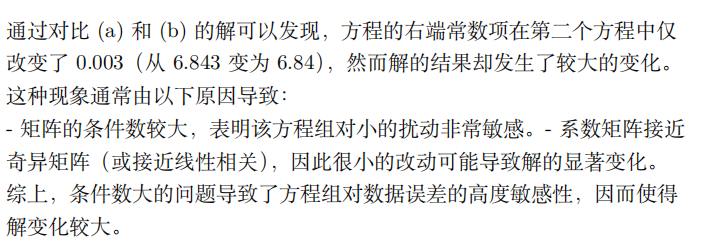 通过对比 (a) 和 (b) 的解可以发现，方程的右端常数项在第二个方程中仅
改变了 0.003（从 6.843 变为 6.84），然而解的结果却发生了较大的变化。
这种现象通常由以下原因导致：
- 矩阵的条件数较大，表明该方程组对小的扰动非常敏感。- 系数矩阵接近
奇异矩阵（或接近线性相关），因此很小的改动可能导致解的显著变化。
综上，条件数大的问题导致了方程组对数据误差的高度敏感性，因而使得
解变化较大。